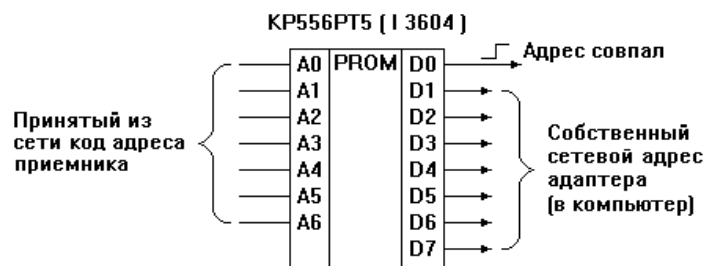 КР556РТ5 ( I 3604 )
A0 PROM D0
A1 D1
A2 D2
A3 D3
A4 D4
A5 D5
A6 D6
D7
Принятый из
сети код адреса
приемника
Адрес совпал
Собственный
сетевой адрес
адаптера
(в компьютер)